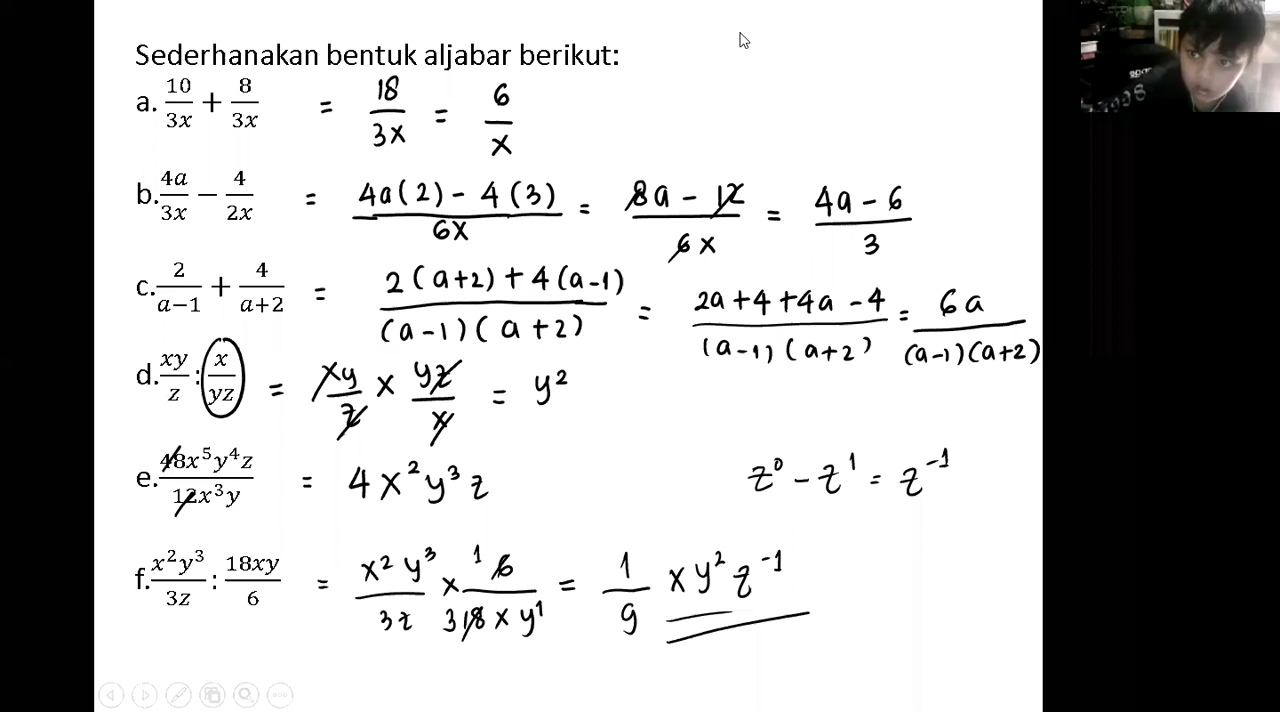 Sederhanakan bentuk aljabar berikut:
a. 10/3x + 8/3x = 18/3x = 6/x
b. 4a/3x − 4/2x = 4a(2) - 4(3)/6x = 8a - 12/6x = 4a - 6/3
c. 2/a−1 + 4/a+2 = 2(a+2) + 4(a-1)/(a-1)(a+2) = 2a+4+4a-4/(a-1)(a+2) = 6a/(a-1)(a+2)
d. xy/z : x/yz = xy/z x yz/x = y²
e. 48x⁵y⁴z/12x³y = 4x²y³z
z⁰ - z¹ = z⁻¹
f. x²y³/3z : 18xy/6 = x²y³/3z x 1 6/3 18xy¹ = 1/9 xy²z⁻¹